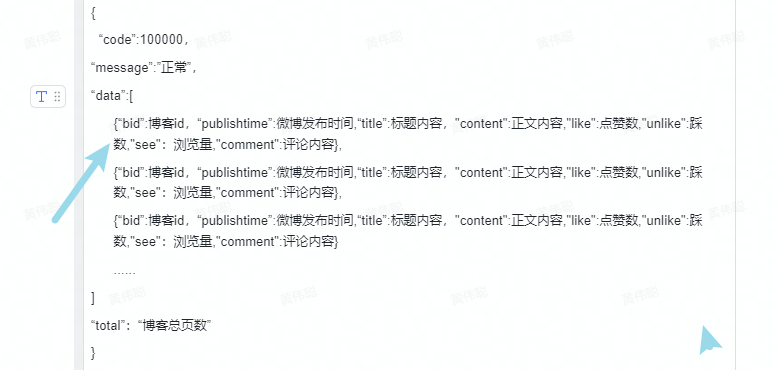 {
“code”:100000，
“message”:”正常”，
“data”:[
{“bid”:博客id，“publishtime”:微博发布时间,“title”:标题内容，"content":正文内容,"like":点赞数,"unlike":踩
数,"see"：浏览量,"comment":评论内容},
{“bid”:博客id，“publishtime”:微博发布时间,“title”:标题内容，"content":正文内容,"like":点赞数,"unlike":踩
数,"see"：浏览量,"comment":评论内容},
{“bid”:博客id，“publishtime”:微博发布时间,“title”:标题内容，"content":正文内容,"like":点赞数,"unlike":踩
数,"see"：浏览量,"comment":评论内容}
......
]
“total”：“博客总页数”
}